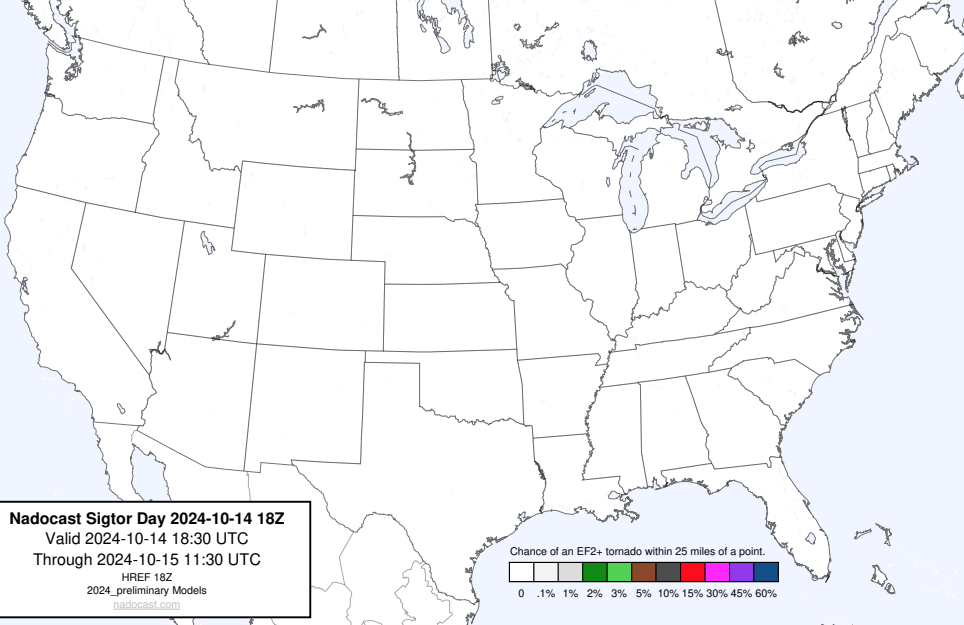 Nadocast Sigtor Day 2024-10-14 18Z
Valid 2024-10-14 18:30 UTC
Through 2024-10-15 11:30 UTC
HREF 18Z
2024_preliminary Models
nadocast.com
Chance of an EF2+ tornado within 25 miles of a point.
0 .1% 1% 2% 3% 5% 10% 15% 30% 45% 60%